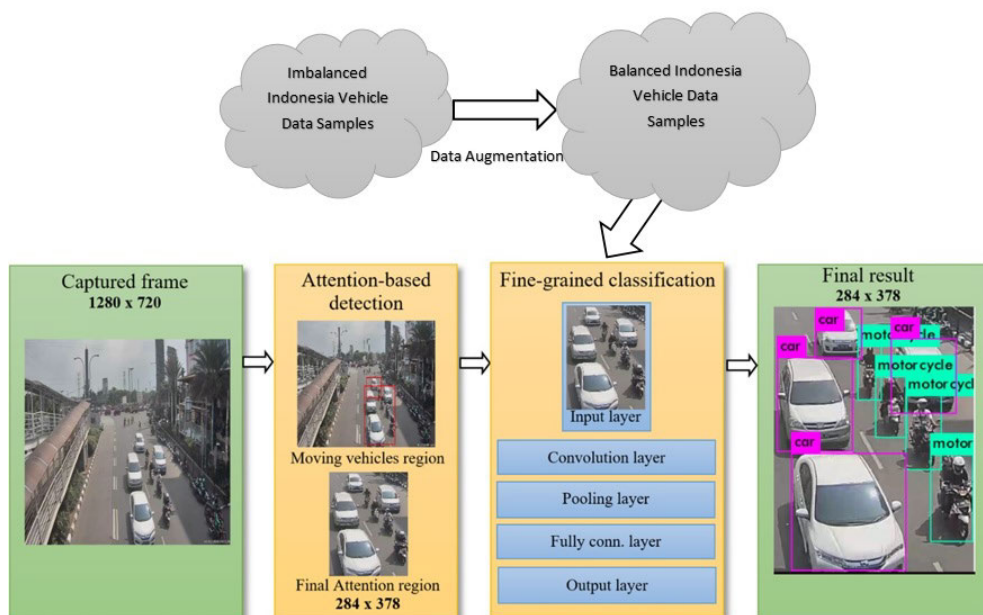 Imbalanced
Indonesia Vehicle
Data Samples
Data Augmentation
Balanced Indonesia
Vehicle Data
Samples
Captured frame
1280 x 720
Attention-based
detection
Moving vehicles region
Final Attention region
284 x 378
Fine-grained classification
Input layer
Convolution layer
Pooling layer
Fully conn. layer
Output layer
Final result
284 x 378
car
car
motorcycle
car
motorcycle
motorcycl
motor
car